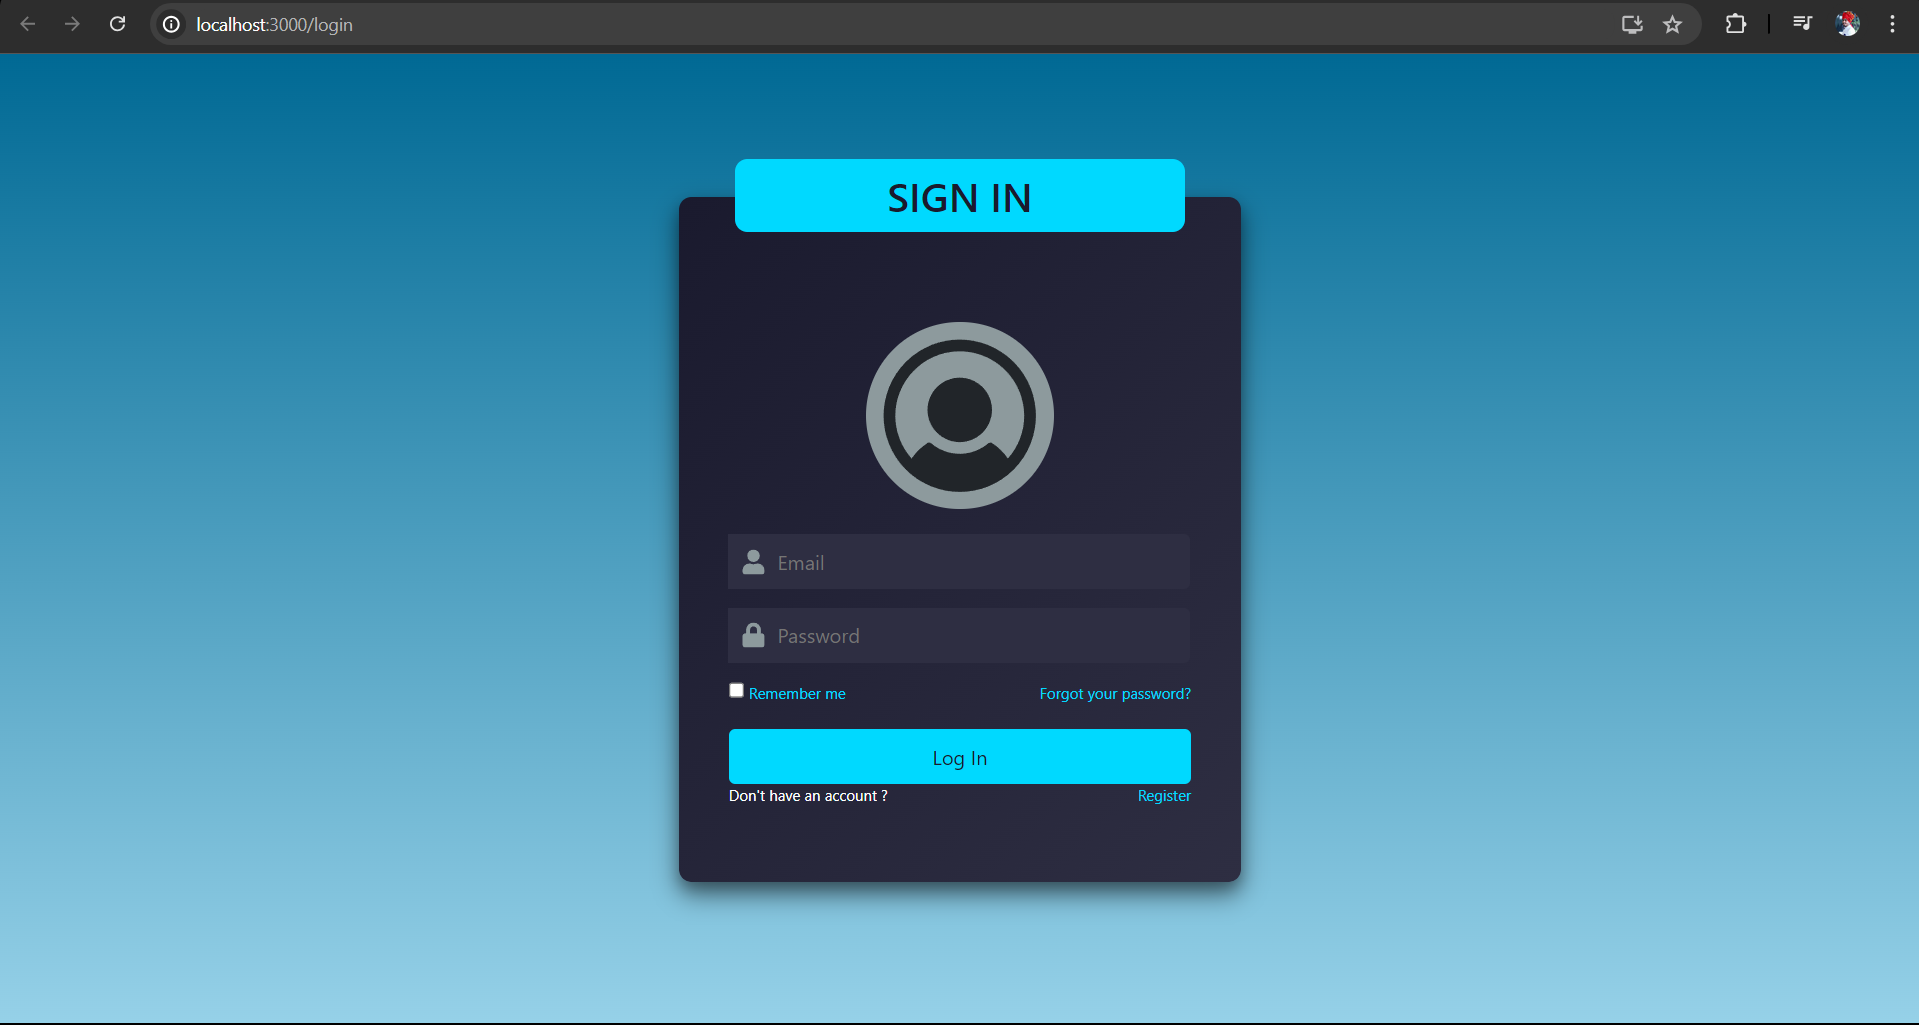 localhost:3000/login
SIGN IN
Email
Password
Remember me Forgot your password?
Log In
Don't have an account ? Register